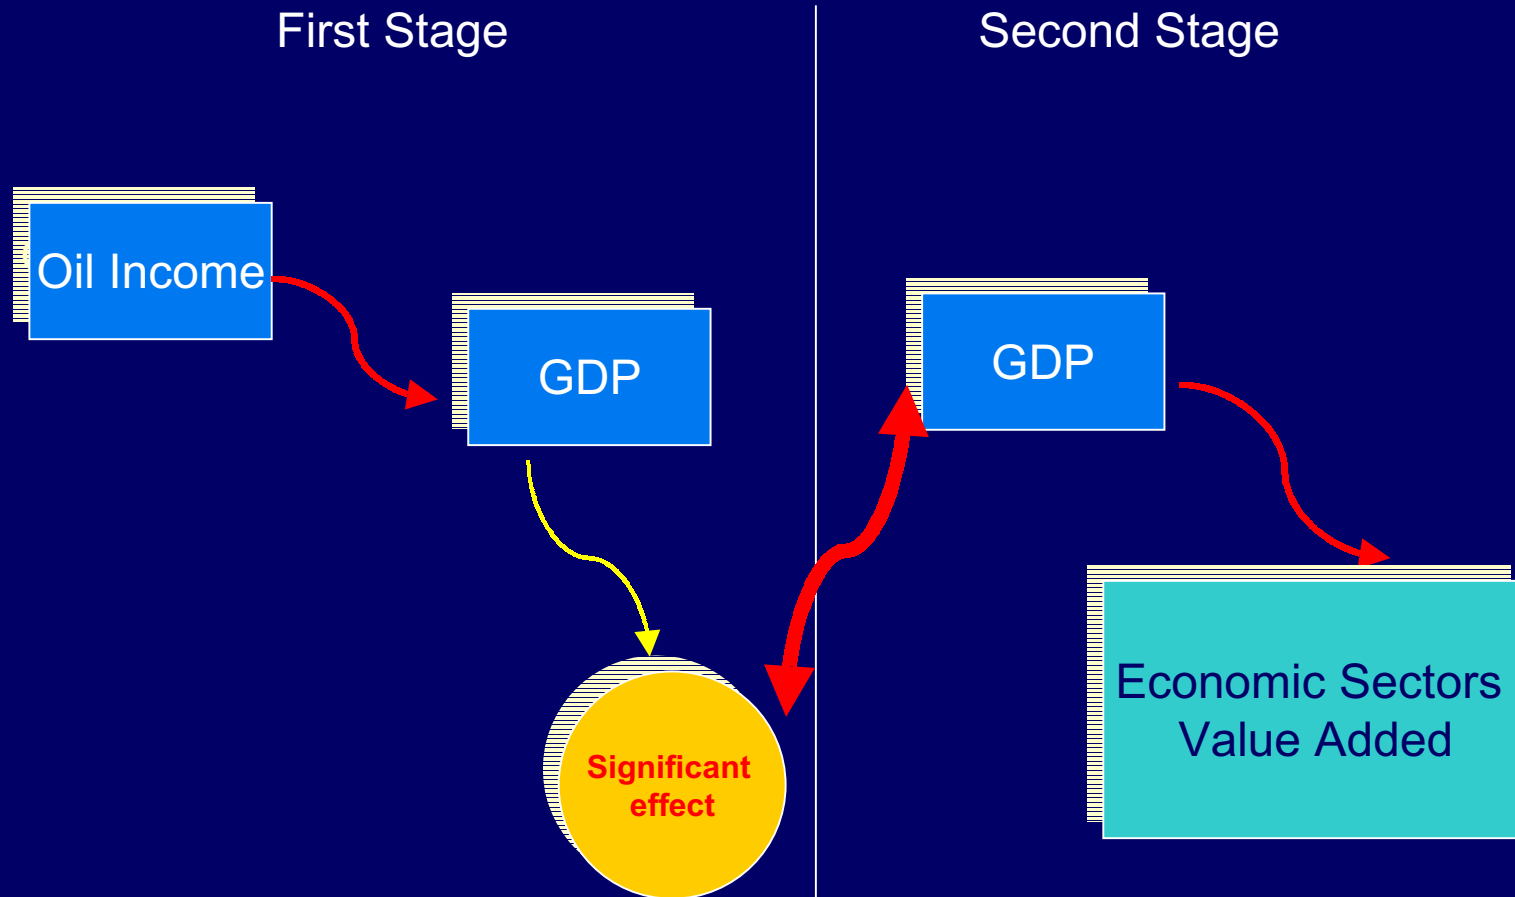 First Stage
Second Stage
Oil Income
GDP
GDP
Significant
effect
Economic Sectors
Value Added